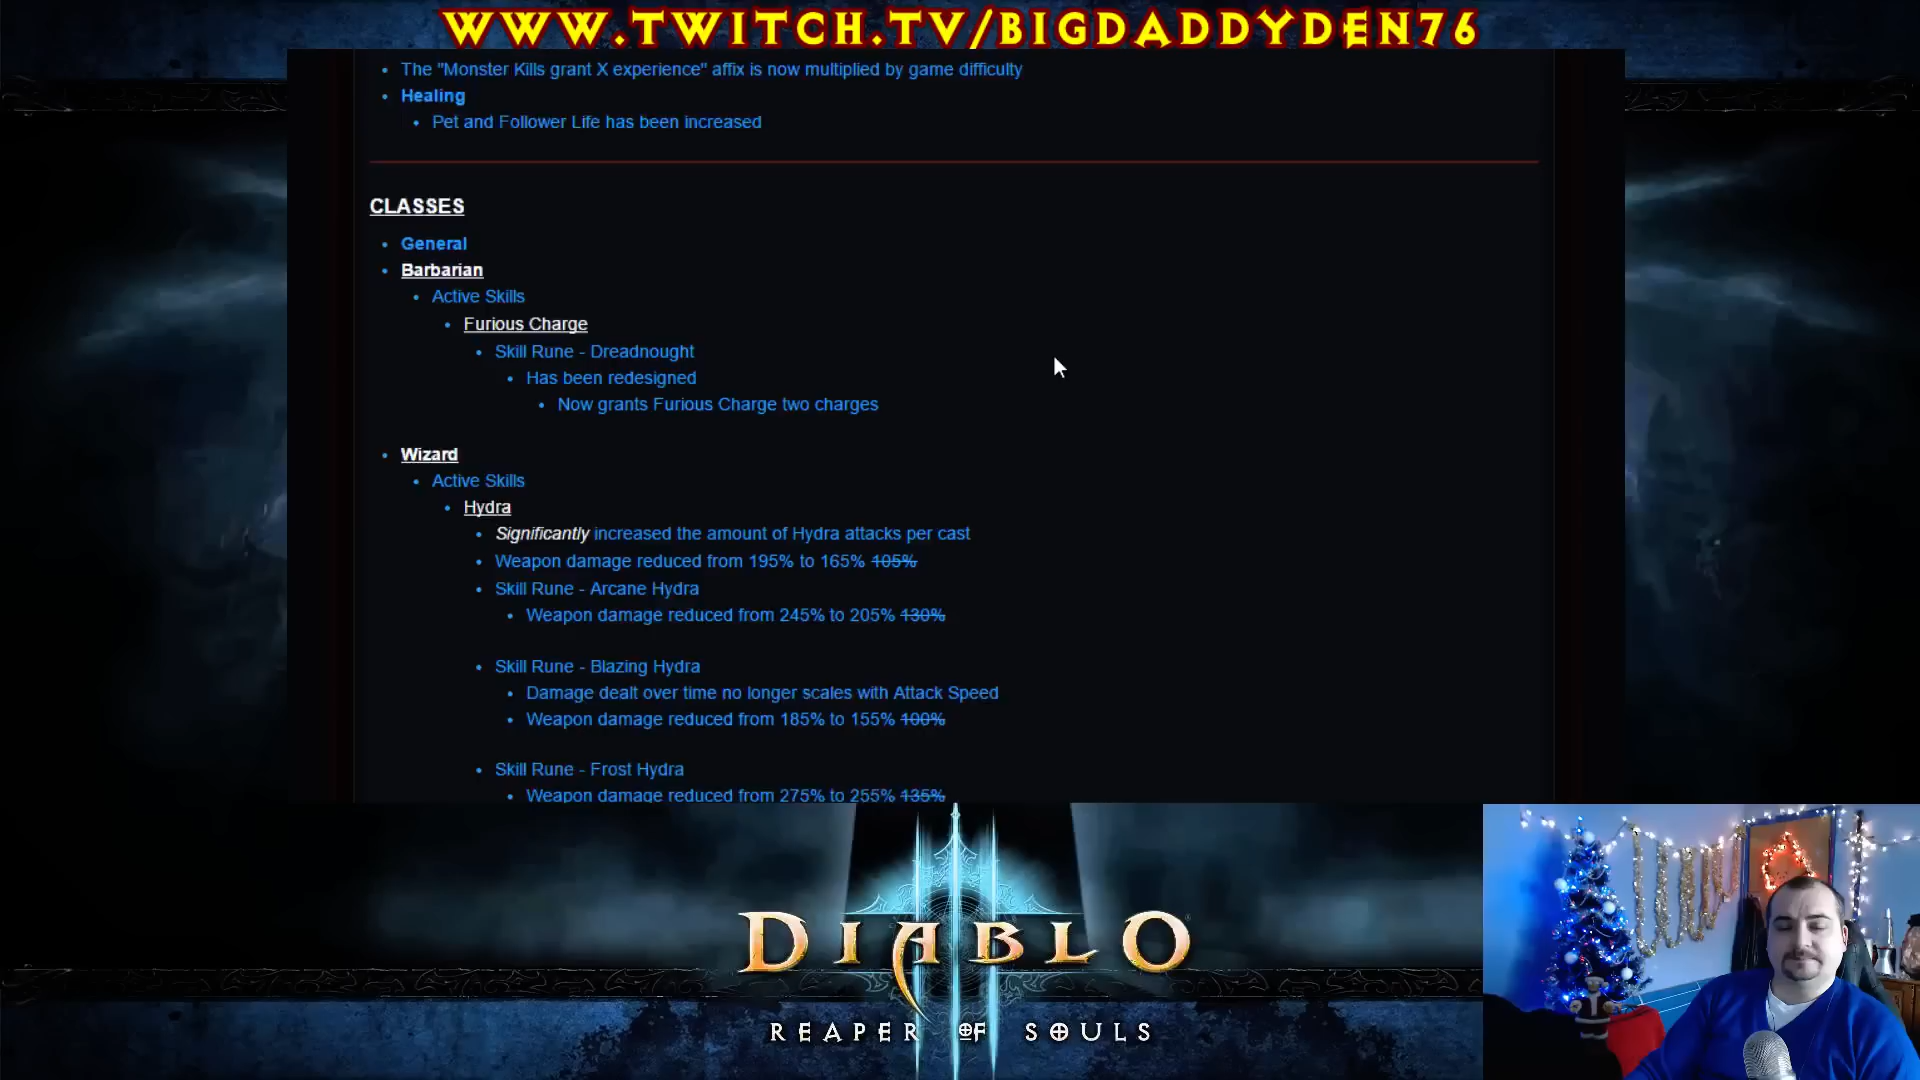 WWW.TWITCH.TV/BIGDADDYDEN76
The "Monster Kills grant X experience" affix is now multiplied by game difficulty
Healing
Pet and Follower Life has been increased
CLASSES
General
Barbarian
Active Skills
Furious Charge
Skill Rune - Dreadnought
Has been redesigned
Now grants Furious Charge two charges
Wizard
Active Skills
Hydra
Significantly increased the amount of Hydra attacks per cast
Weapon damage reduced from 195% to 165% 105%
Skill Rune - Arcane Hydra
Weapon damage reduced from 245% to 205% 130%
Skill Rune - Blazing Hydra
Damage dealt over time no longer scales with Attack Speed
Weapon damage reduced from 185% to 155% 100%
Skill Rune - Frost Hydra
Weapon damage reduced from 275% to 255% 135%
DIABLO
REAPER OF SOULS